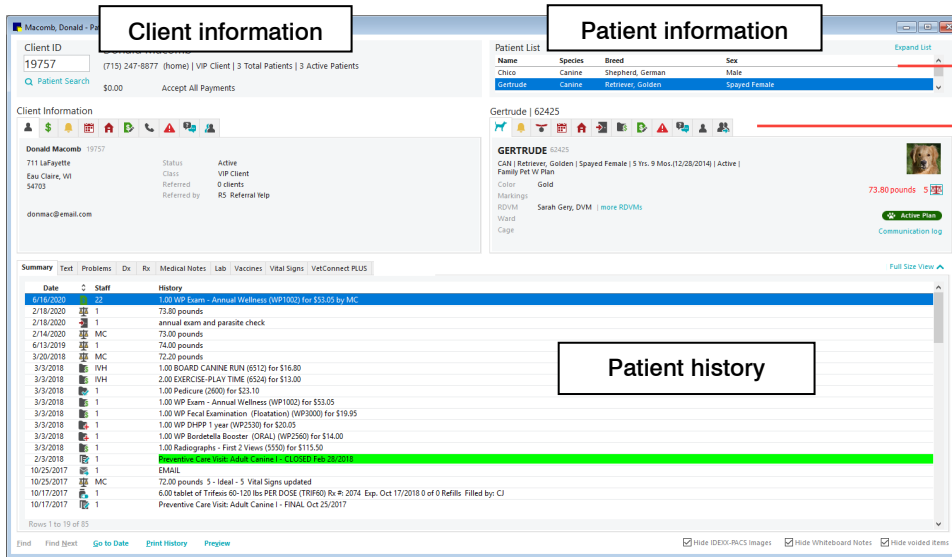 Macomb, Donald - Pa
Client information
Patient information
Client ID
19757
Patient Search
(715) 247-8877 (home) | VIP Client | 3 Total Patients | 3 Active Patients
$0.00 Accept All Payments
Patient List Expand List
Name Species Breed Sex
Chico Canine Shepherd, German Male
Gertrude Canine Retriever, Golden Spayed Female
Client Information
Donald Macomb 19757
711 LaFayette
Eau Claire, WI
54703
donmac@email.com
Status Active
Class VIP Client
Referred 0 clients
Referred by RS Referral Yelp
Gertrude | 62425
GERTRUDE 62425
CAN | Retriever, Golden | Spayed Female | 5 Yrs. 9 Mos.(12/28/2014) | Active |
Family Pet W Plan
Color Gold
Markings
RDVM Sarah Gery, DVM | more RDVMs
Ward
Cage
73.80 pounds 5
Active Plan
Communication log
Summary Text Problems Dx Rx Medical Notes Lab Vaccines Vital Signs VetConnect PLUS Full Size View
Date Staff History
6/16/2020 22 1.00 WP Exam - Annual Wellness (WP1002) for $53.05 by MC
2/18/2020 1 73.80 pounds
2/18/2020 1 annual exam and parasite check
2/14/2020 MC 73.00 pounds
6/13/2019 1 74.00 pounds
3/20/2018 MC 72.20 pounds
3/3/2018 IVH 1.00 BOARD CANINE RUN (6512) for $16.80
3/3/2018 IVH 2.00 EXERCISE-PLAY TIME (6524) for $13.00
3/3/2018 1 1.00 Pedicure (2600) for $23.10
3/3/2018 1 1.00 WP Exam - Annual Wellness (WP1002) for $53.05
3/3/2018 1 1.00 WP Fecal Examination (Floatation) (WP3000) for $19.95
3/3/2018 1 1.00 WP DHPP 1 year (WP2530) for $20.05
3/3/2018 1 1.00 WP Bordetella Booster (ORAL) (WP2560) for $14.00
3/3/2018 1 1.00 Radiographs - First 2 Views (5550) for $115.50
2/3/2018 1 Preventive Care Visit: Adult Canine I - CLOSED Feb 28/2018
10/25/2017 1 EMAIL
10/25/2017 MC 72.00 pounds 5 - Ideal - 5 Vital Signs updated
10/17/2017 1 6.00 tablet of Trifexis 60-120 lbs PER DOSE (TRIF60) Rx #: 2074 Exp. Oct 17/2018 0 of 0 Refills Filled by: CJ
10/17/2017 1 Preventive Care Visit: Adult Canine I - FINAL Oct 25/2017
Patient history
Rows 1 to 19 of 85
Find Find Next Go to Date Print History Preview Hide IDEXX-PACS Images Hide Whiteboard Notes Hide voided items